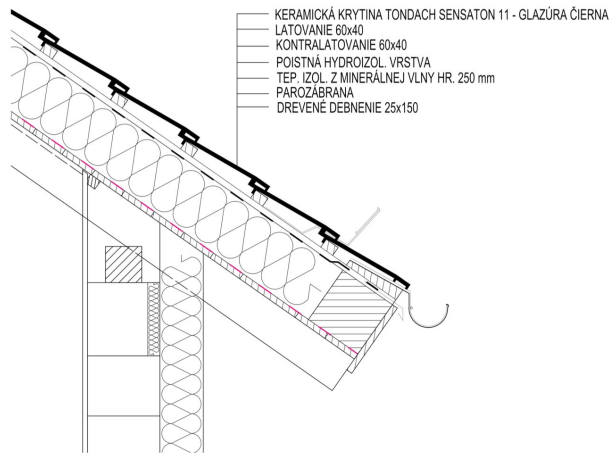 KERAMICKÁ KRYTINA TONDACH SENSATON 11 - GLAZÚRA ČIERNA
LATOVANIE 60x40
KONTRALATOVANIE 60x40
POISTNÁ HYDROIZOL. VRSTVA
TEP. IZOL. Z MINERÁLNEJ VLNY HR. 250 mm
PAROZÁBRANA
DREVENÉ DEBNENIE 25x150